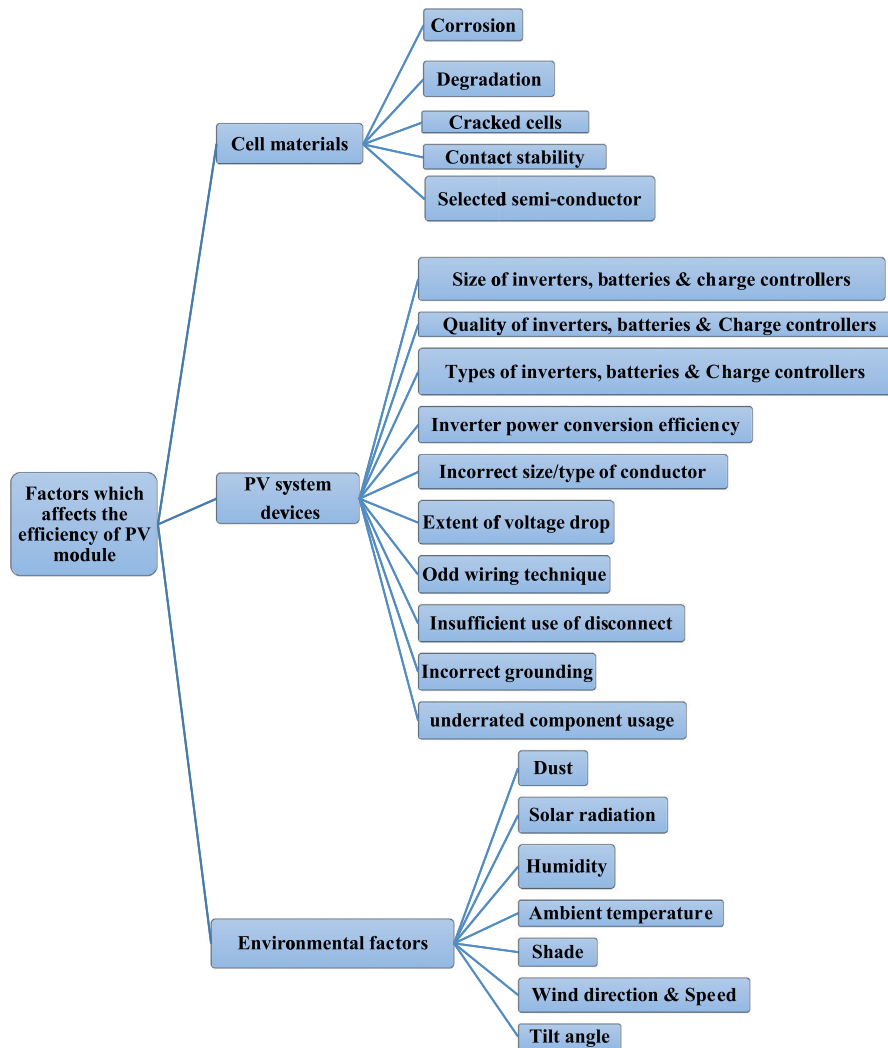 Factors which
affects the
efficiency of PV
module
Cell materials
Corrosion
Degradation
Cracked cells
Contact stability
Selected semi-conductor
PV system
devices
Size of inverters, batteries & charge controllers
Quality of inverters, batteries & Charge controllers
Types of inverters, batteries & Charge controllers
Inverter power conversion efficiency
Incorrect size/type of conductor
Extent of voltage drop
Odd wiring technique
Insufficient use of disconnect
Incorrect grounding
underrated component usage
Environmental factors
Dust
Solar radiation
Humidity
Ambient temperature
Shade
Wind direction & Speed
Tilt angle